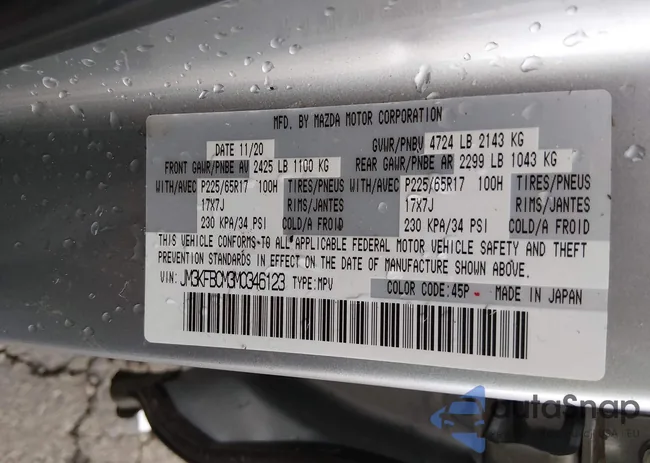 MFD. BY MAZDA MOTOR CORPORATION
DATE 11/20 GVWR/PNBV 4724 LB 2143 KG
FRONT GAWR/PNBE AV 2425 LB 1100 KG REAR GAWR/PNBE AR 2299 LB 1043 KG
WITH/AVEC P225/65R17 100H TIRES/PNEUS WITH/AVEC P225/65R17 100H TIRES/PNEUS
17x7J RIMS/JANTES 17x7J RIMS/JANTES
230 KPA/34 PSI COLD/A FROID 230 KPA/34 PSI COLD/A FROID
THIS VEHICLE CONFORMS TO ALL APPLICABLE FEDERAL MOTOR VEHICLE SAFETY AND THEFT
PREVENTION STANDARDS IN EFFECT ON THE DATE OF MANUFACTURE SHOWN ABOVE.
VIN: JM3KFBCM3M0346123 TYPE:MPV
COLOR CODE:45P MADE IN JAPAN
AutaSnap